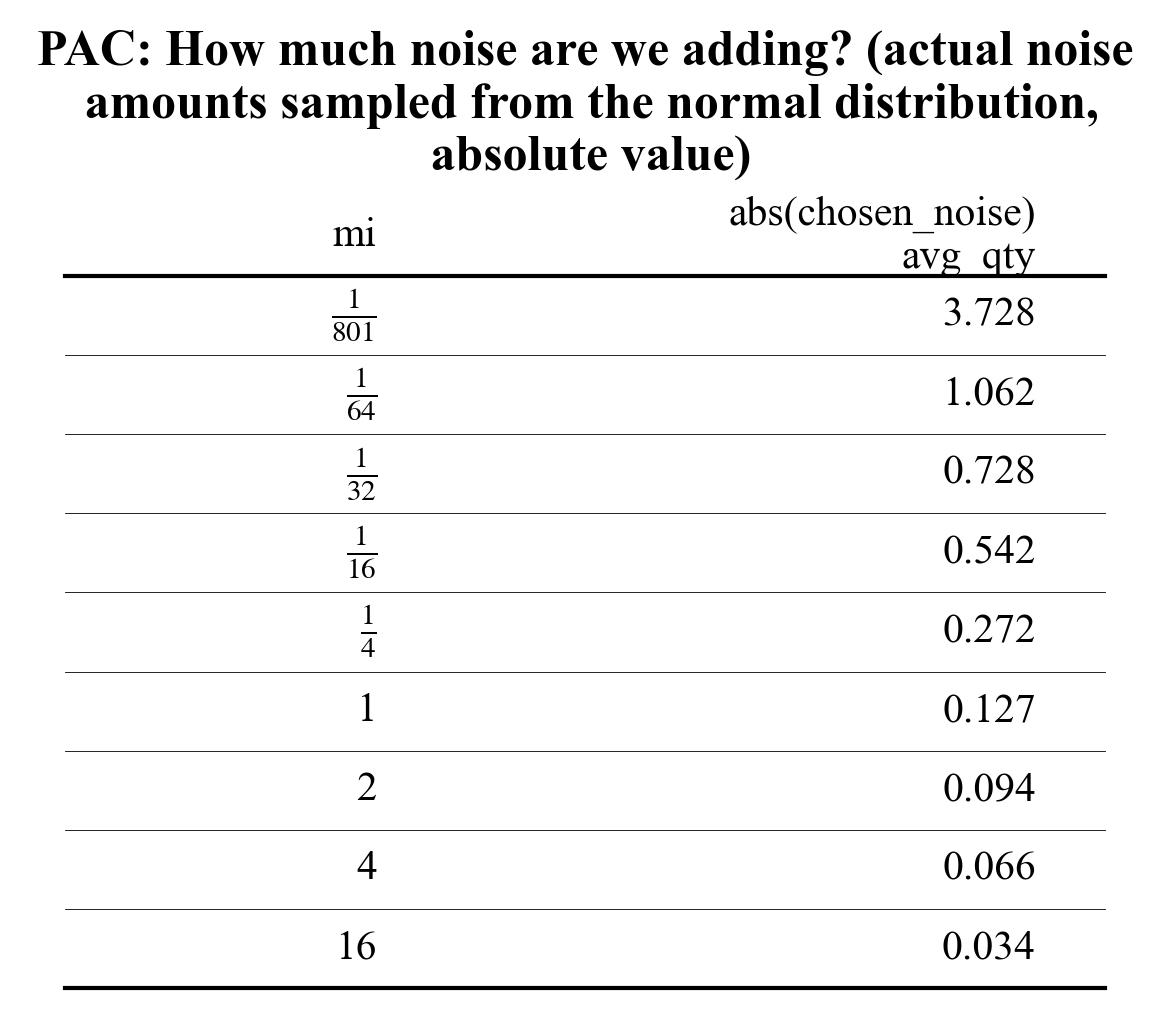 PAC: How much noise are we adding? (actual noise
amounts sampled from the normal distribution,
absolute value)
mi abs(chosen_noise)
avg_qty
1/801 3.728
1/64 1.062
1/32 0.728
1/16 0.542
1/4 0.272
1 0.127
2 0.094
4 0.066
16 0.034